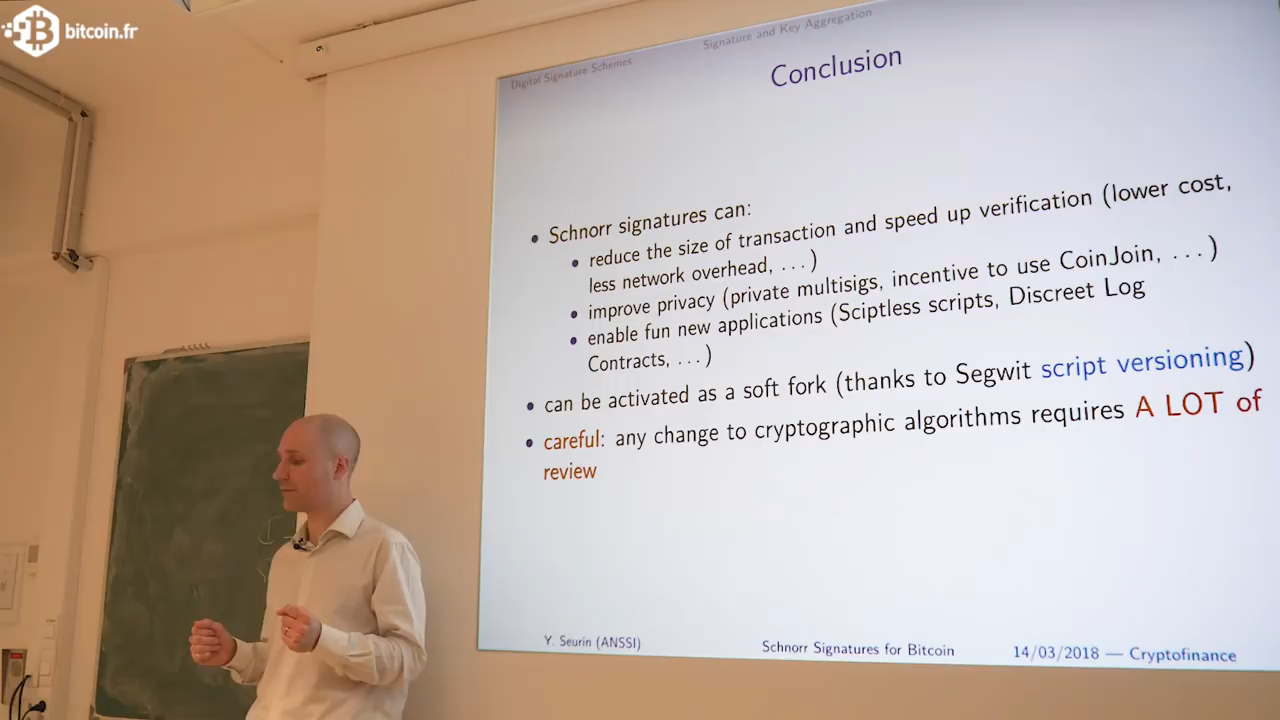 bitcoin.fr
Digital Signature Schemes
Signature and Key Aggregation
Conclusion
• Schnorr signatures can:
• reduce the size of transaction and speed up verification (lower cost,
less network overhead, ...)
• improve privacy (private multisigs, incentive to use CoinJoin, ...)
• enable fun new applications (Sciptless scripts, Discreet Log
Contracts, ...)
• can be activated as a soft fork (thanks to Segwit script versioning)
• careful: any change to cryptographic algorithms requires A LOT of
review
Y. Seurin (ANSSI)
Schnorr Signatures for Bitcoin
14/03/2018 — Cryptofinance